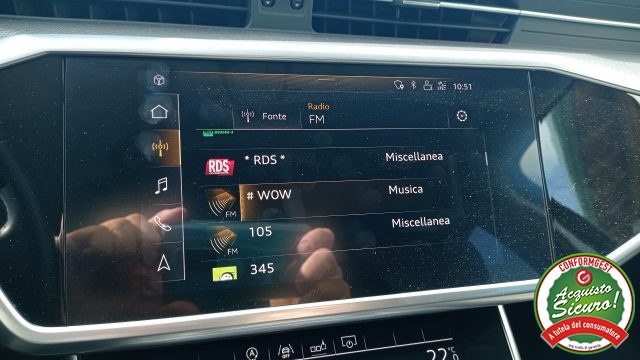 10:51
Fonte
Radio
FM
RDS
* RDS *
Miscellanea
# WOW
Musica
FM
105
Miscellanea
FM
345
22°C
CONFORMGEST
Acquisto
Sicuro!
A tutela del consumatore